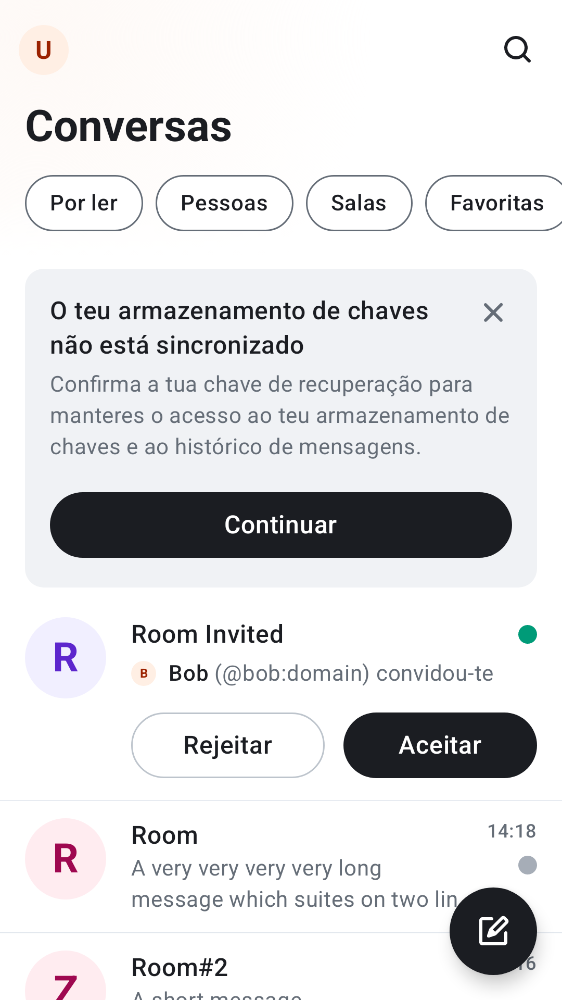 U
Conversas
Por ler
Pessoas
Salas
Favoritas
O teu armazenamento de chaves
não está sincronizado
Confirma a tua chave de recuperação para
manteres o acesso ao teu armazenamento de
chaves e ao histórico de mensagens.
Continuar
R
Room Invited
B Bob (@bob:domain) convidou-te
Rejeitar
Aceitar
R
Room
14:18
A very very very very long
message which suites on two lin
Z
Room#2
16
A short message